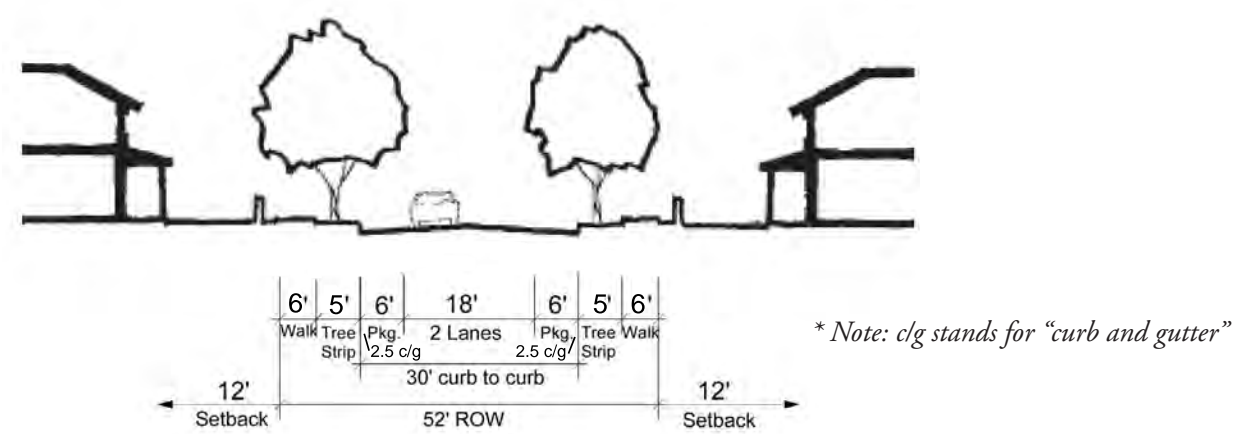 6' 5' 6' 18' 6' 5' 6'
Walk Tree Strip Pkg. 2.5 c/g 2 Lanes Pkg. 2.5 c/g Tree Strip Walk
* Note: c/g stands for “curb and gutter”
30' curb to curb
12' Setback
52' ROW
12' Setback